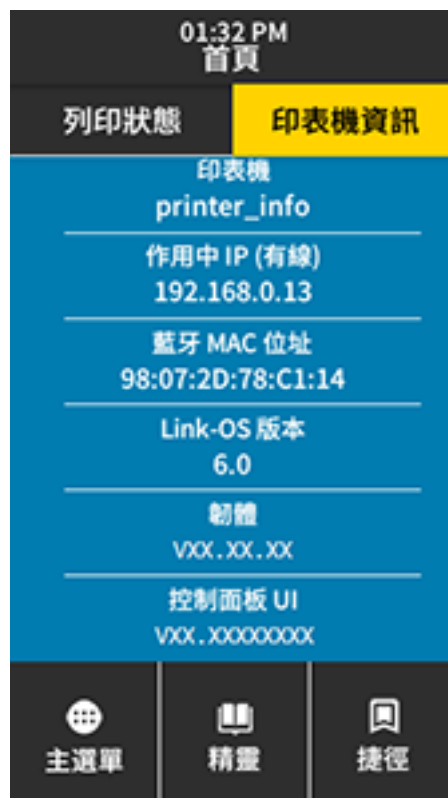 01:32 PM
首頁
列印狀態
印表機資訊
印表機
printer_info
作用中 IP (有線)
192.168.0.13
藍牙 MAC 位址
98:07:2D:78:C1:14
Link-OS 版本
6.0
韌體
VXX.XX.XX
控制面板 UI
VXX.XXXXXXXX
主選單
精靈
捷徑